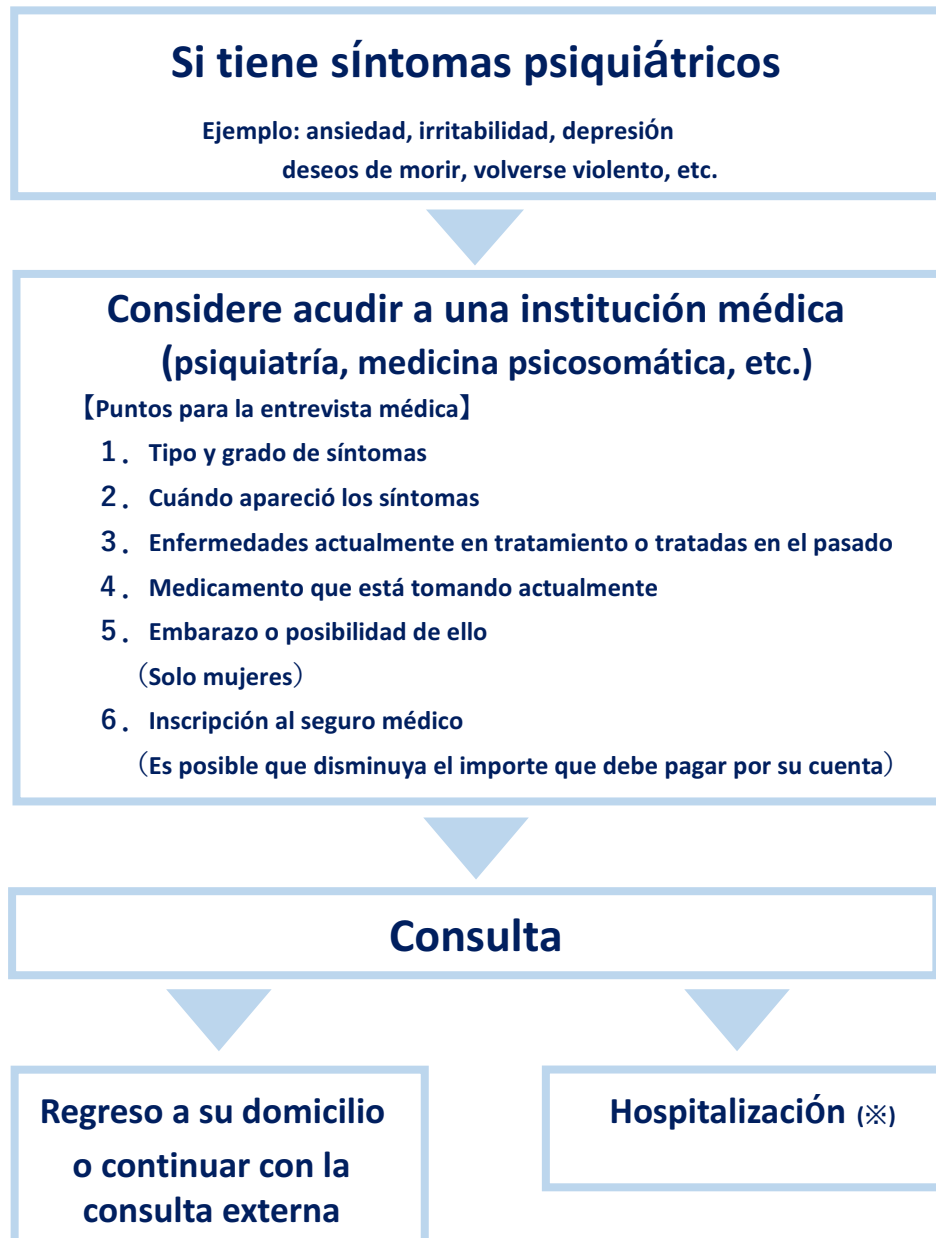 Si tiene síntomas psiquiátricos
Ejemplo: ansiedad, irritabilidad, depresión
deseos de morir, volverse violento, etc.
Considere acudir a una institución médica
(psiquiatría, medicina psicosomática, etc.)
【Puntos para la entrevista médica】
1．Tipo y grado de síntomas
2．Cuándo apareció los síntomas
3．Enfermedades actualmente en tratamiento o tratadas en el pasado
4．Medicamento que está tomando actualmente
5．Embarazo o posibilidad de ello
（Solo mujeres）
6．Inscripción al seguro médico
（Es posible que disminuya el importe que debe pagar por su cuenta）
Consulta
Regreso a su domicilio
o continuar con la
consulta externa
Hospitalización (※)